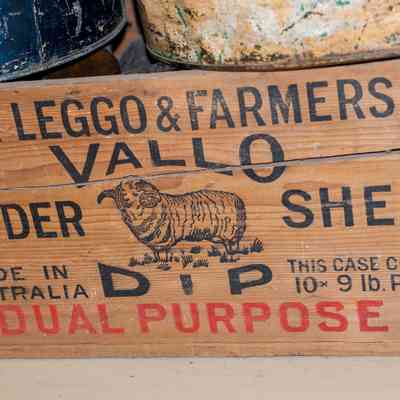 LEGGO & FARMERS
VALLO
DER SHE
DE IN
TRALIA
DIP
THIS CASE C
10× 9 lb. P
DUAL PURPOSE